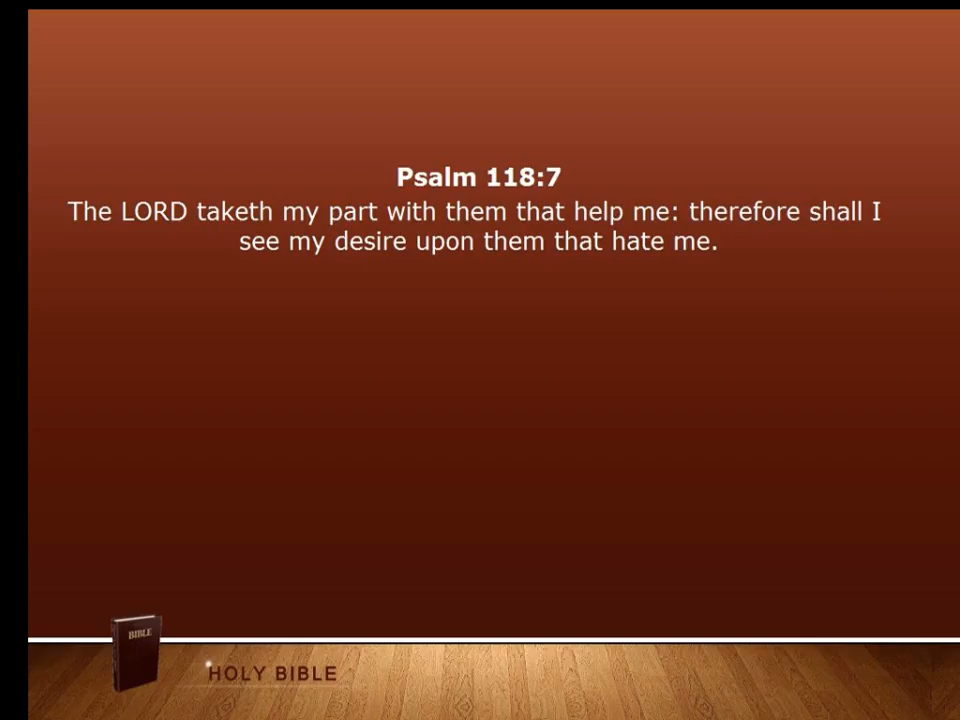 Psalm 118:7
The LORD taketh my part with them that help me: therefore shall I
see my desire upon them that hate me.
BIBLE
HOLY BIBLE